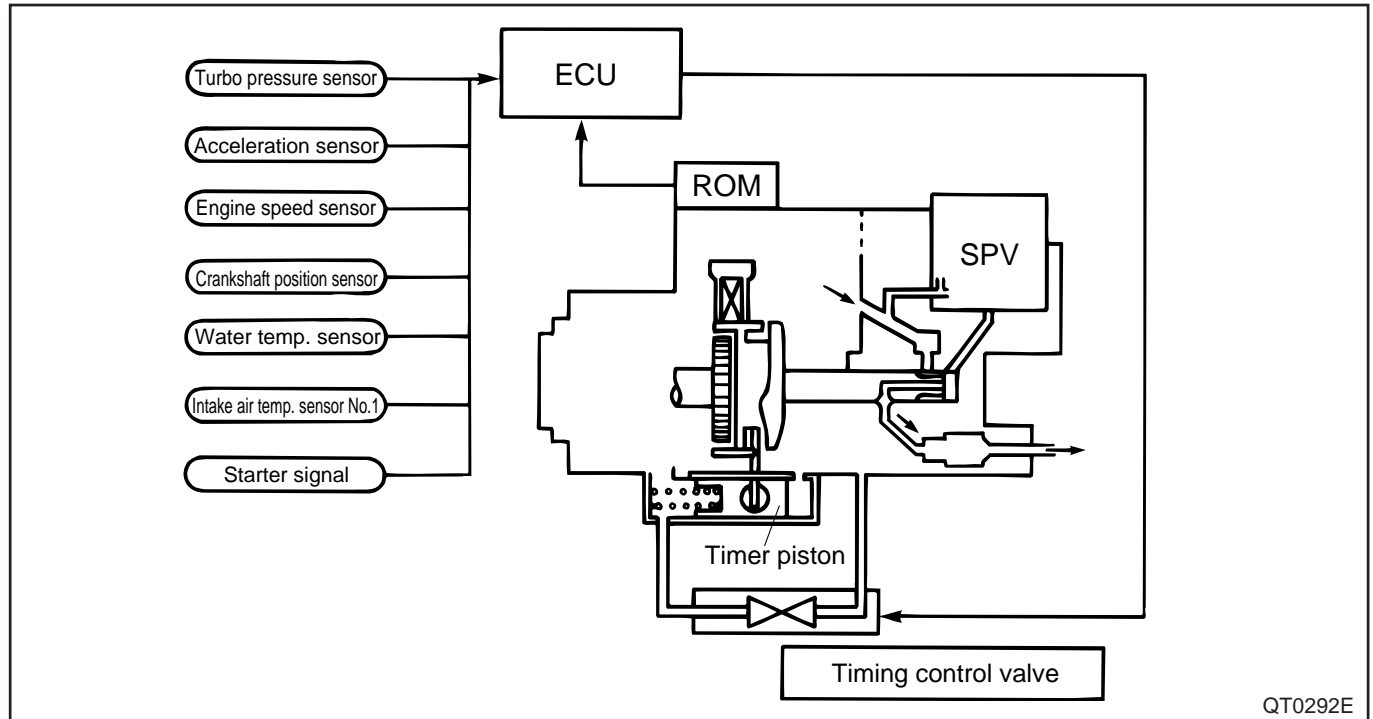 Turbo pressure sensor
Acceleration sensor
Engine speed sensor
Crankshaft position sensor
Water temp. sensor
Intake air temp. sensor No.1
Starter signal
ECU
ROM
SPV
Timer piston
Timing control valve
QT0292E